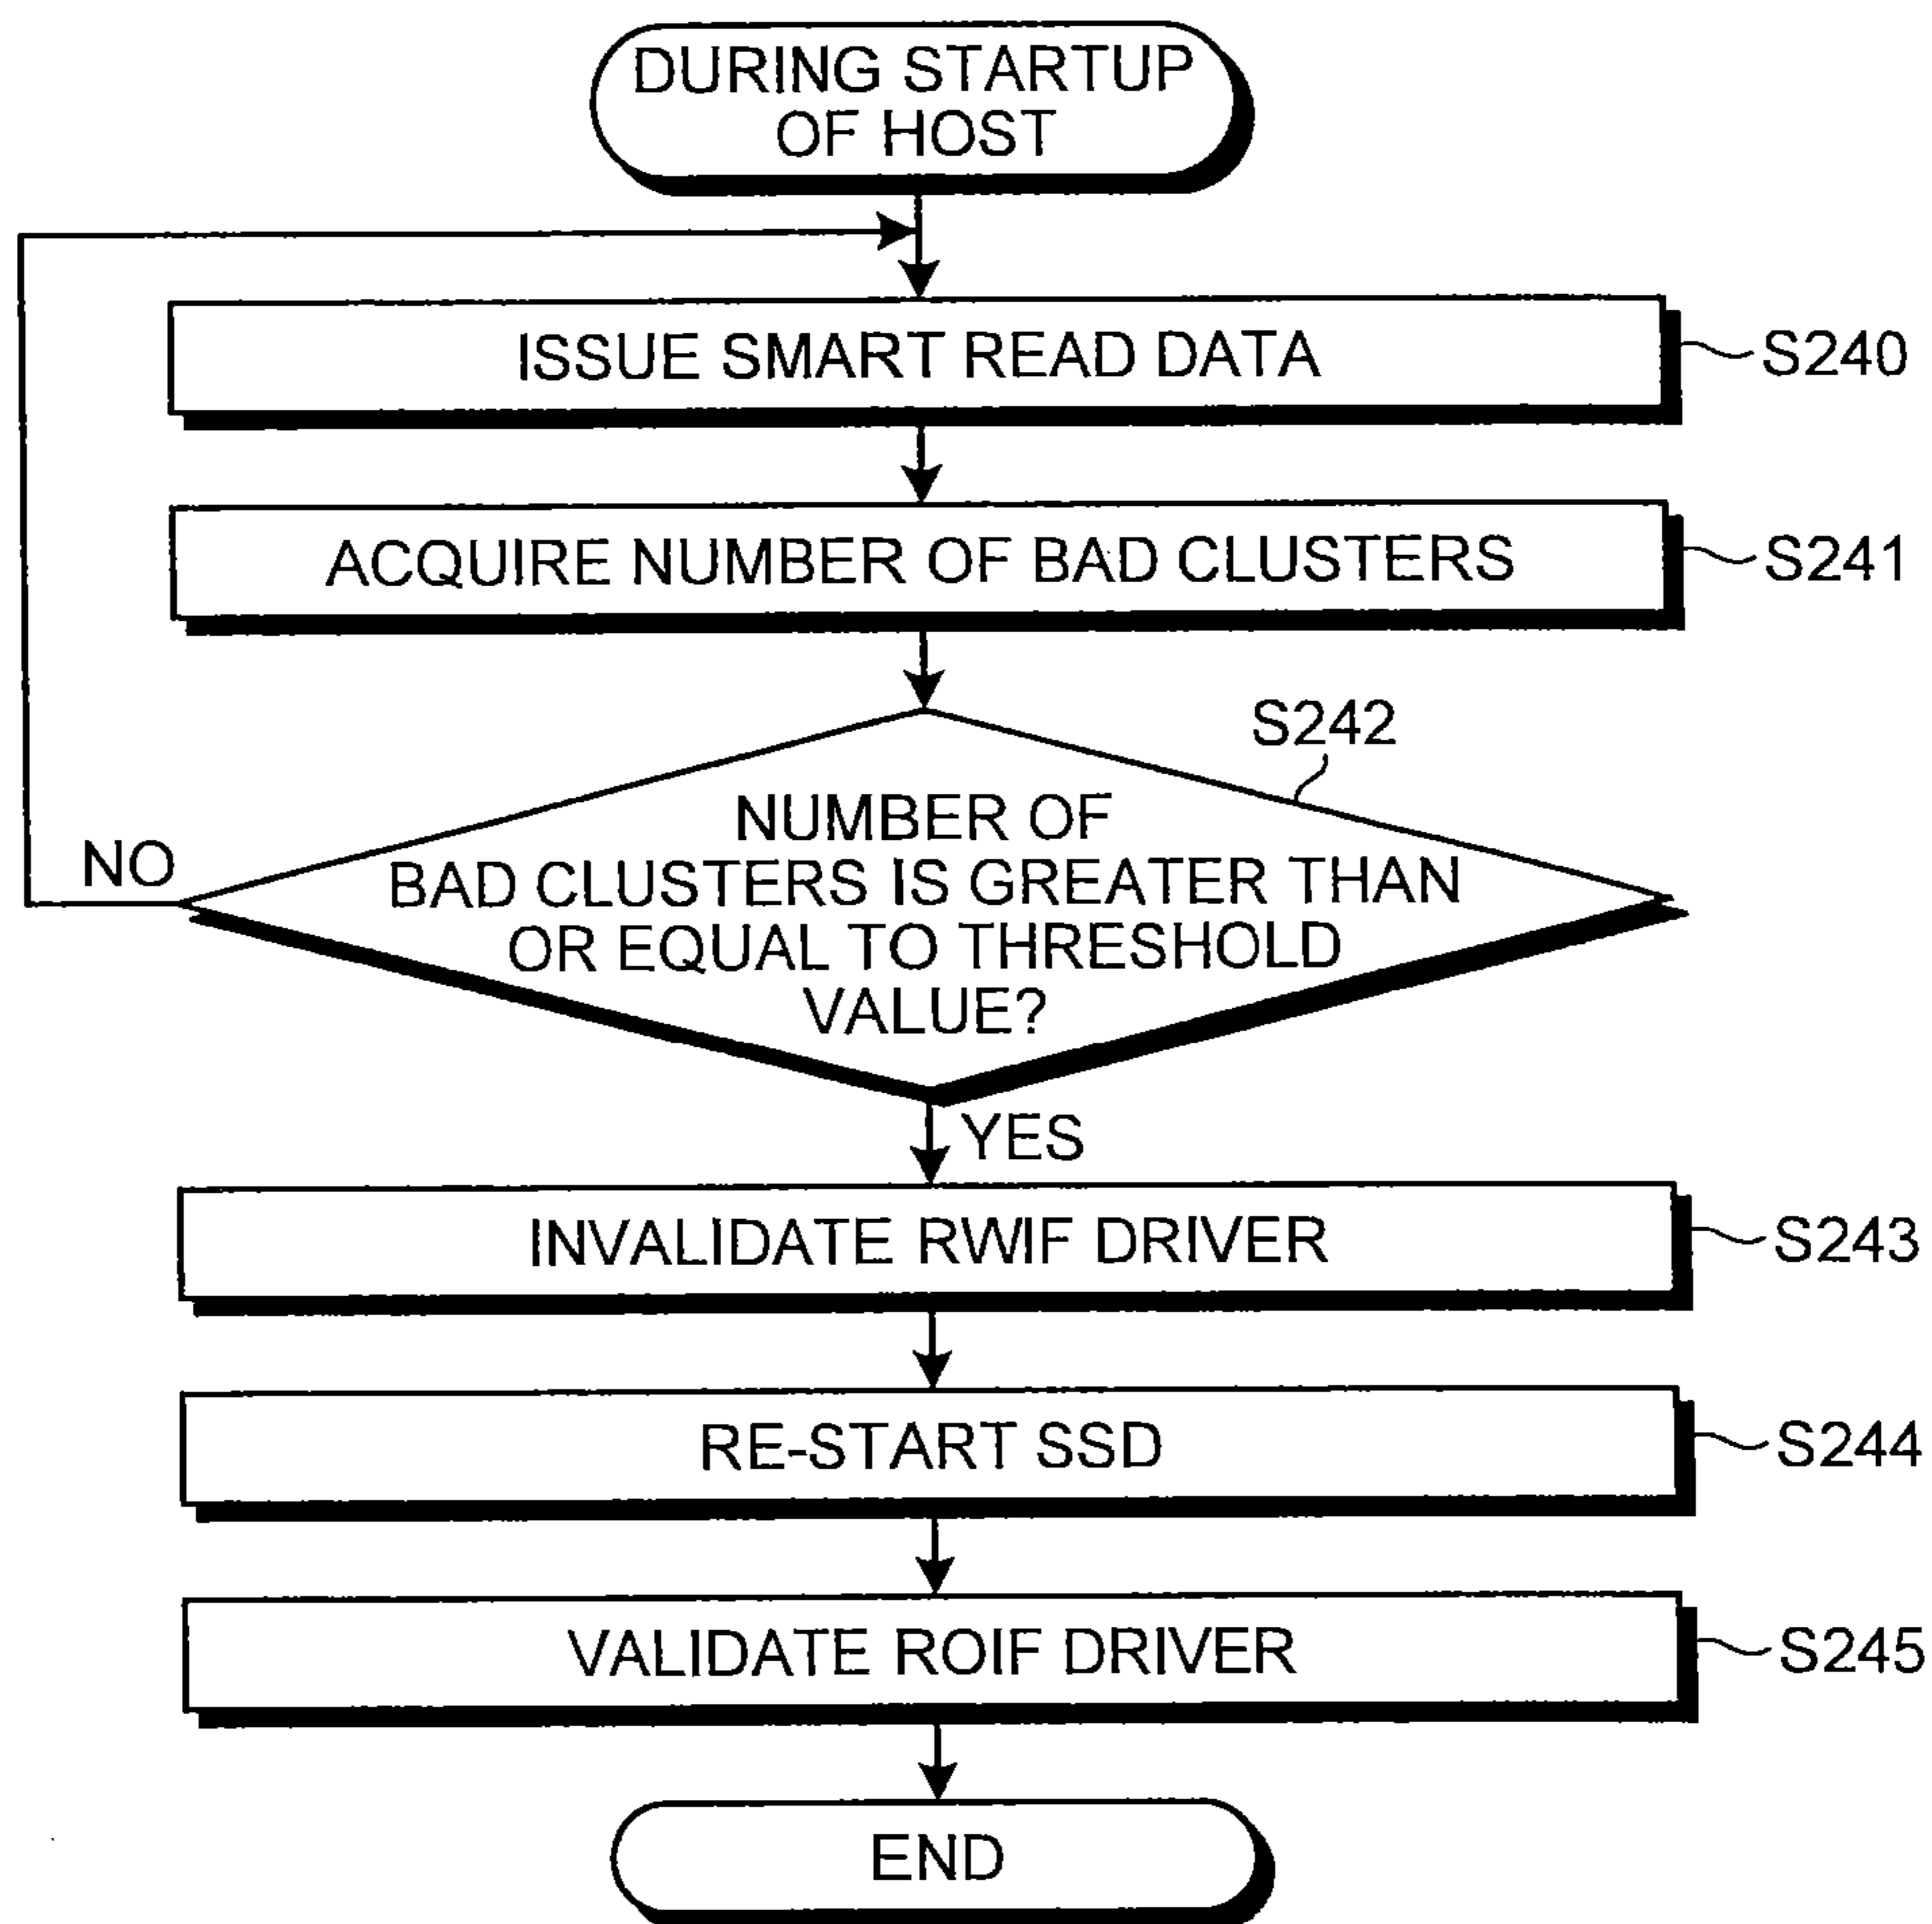 DURING STARTUP
OF HOST
ISSUE SMART READ DATA
S240
ACQUIRE NUMBER OF BAD CLUSTERS
S241
S242
NUMBER OF
BAD CLUSTERS IS GREATER THAN
OR EQUAL TO THRESHOLD
VALUE?
NO
YES
INVALIDATE RWIF DRIVER
S243
RE-START SSD
S244
VALIDATE ROIF DRIVER
S245
END